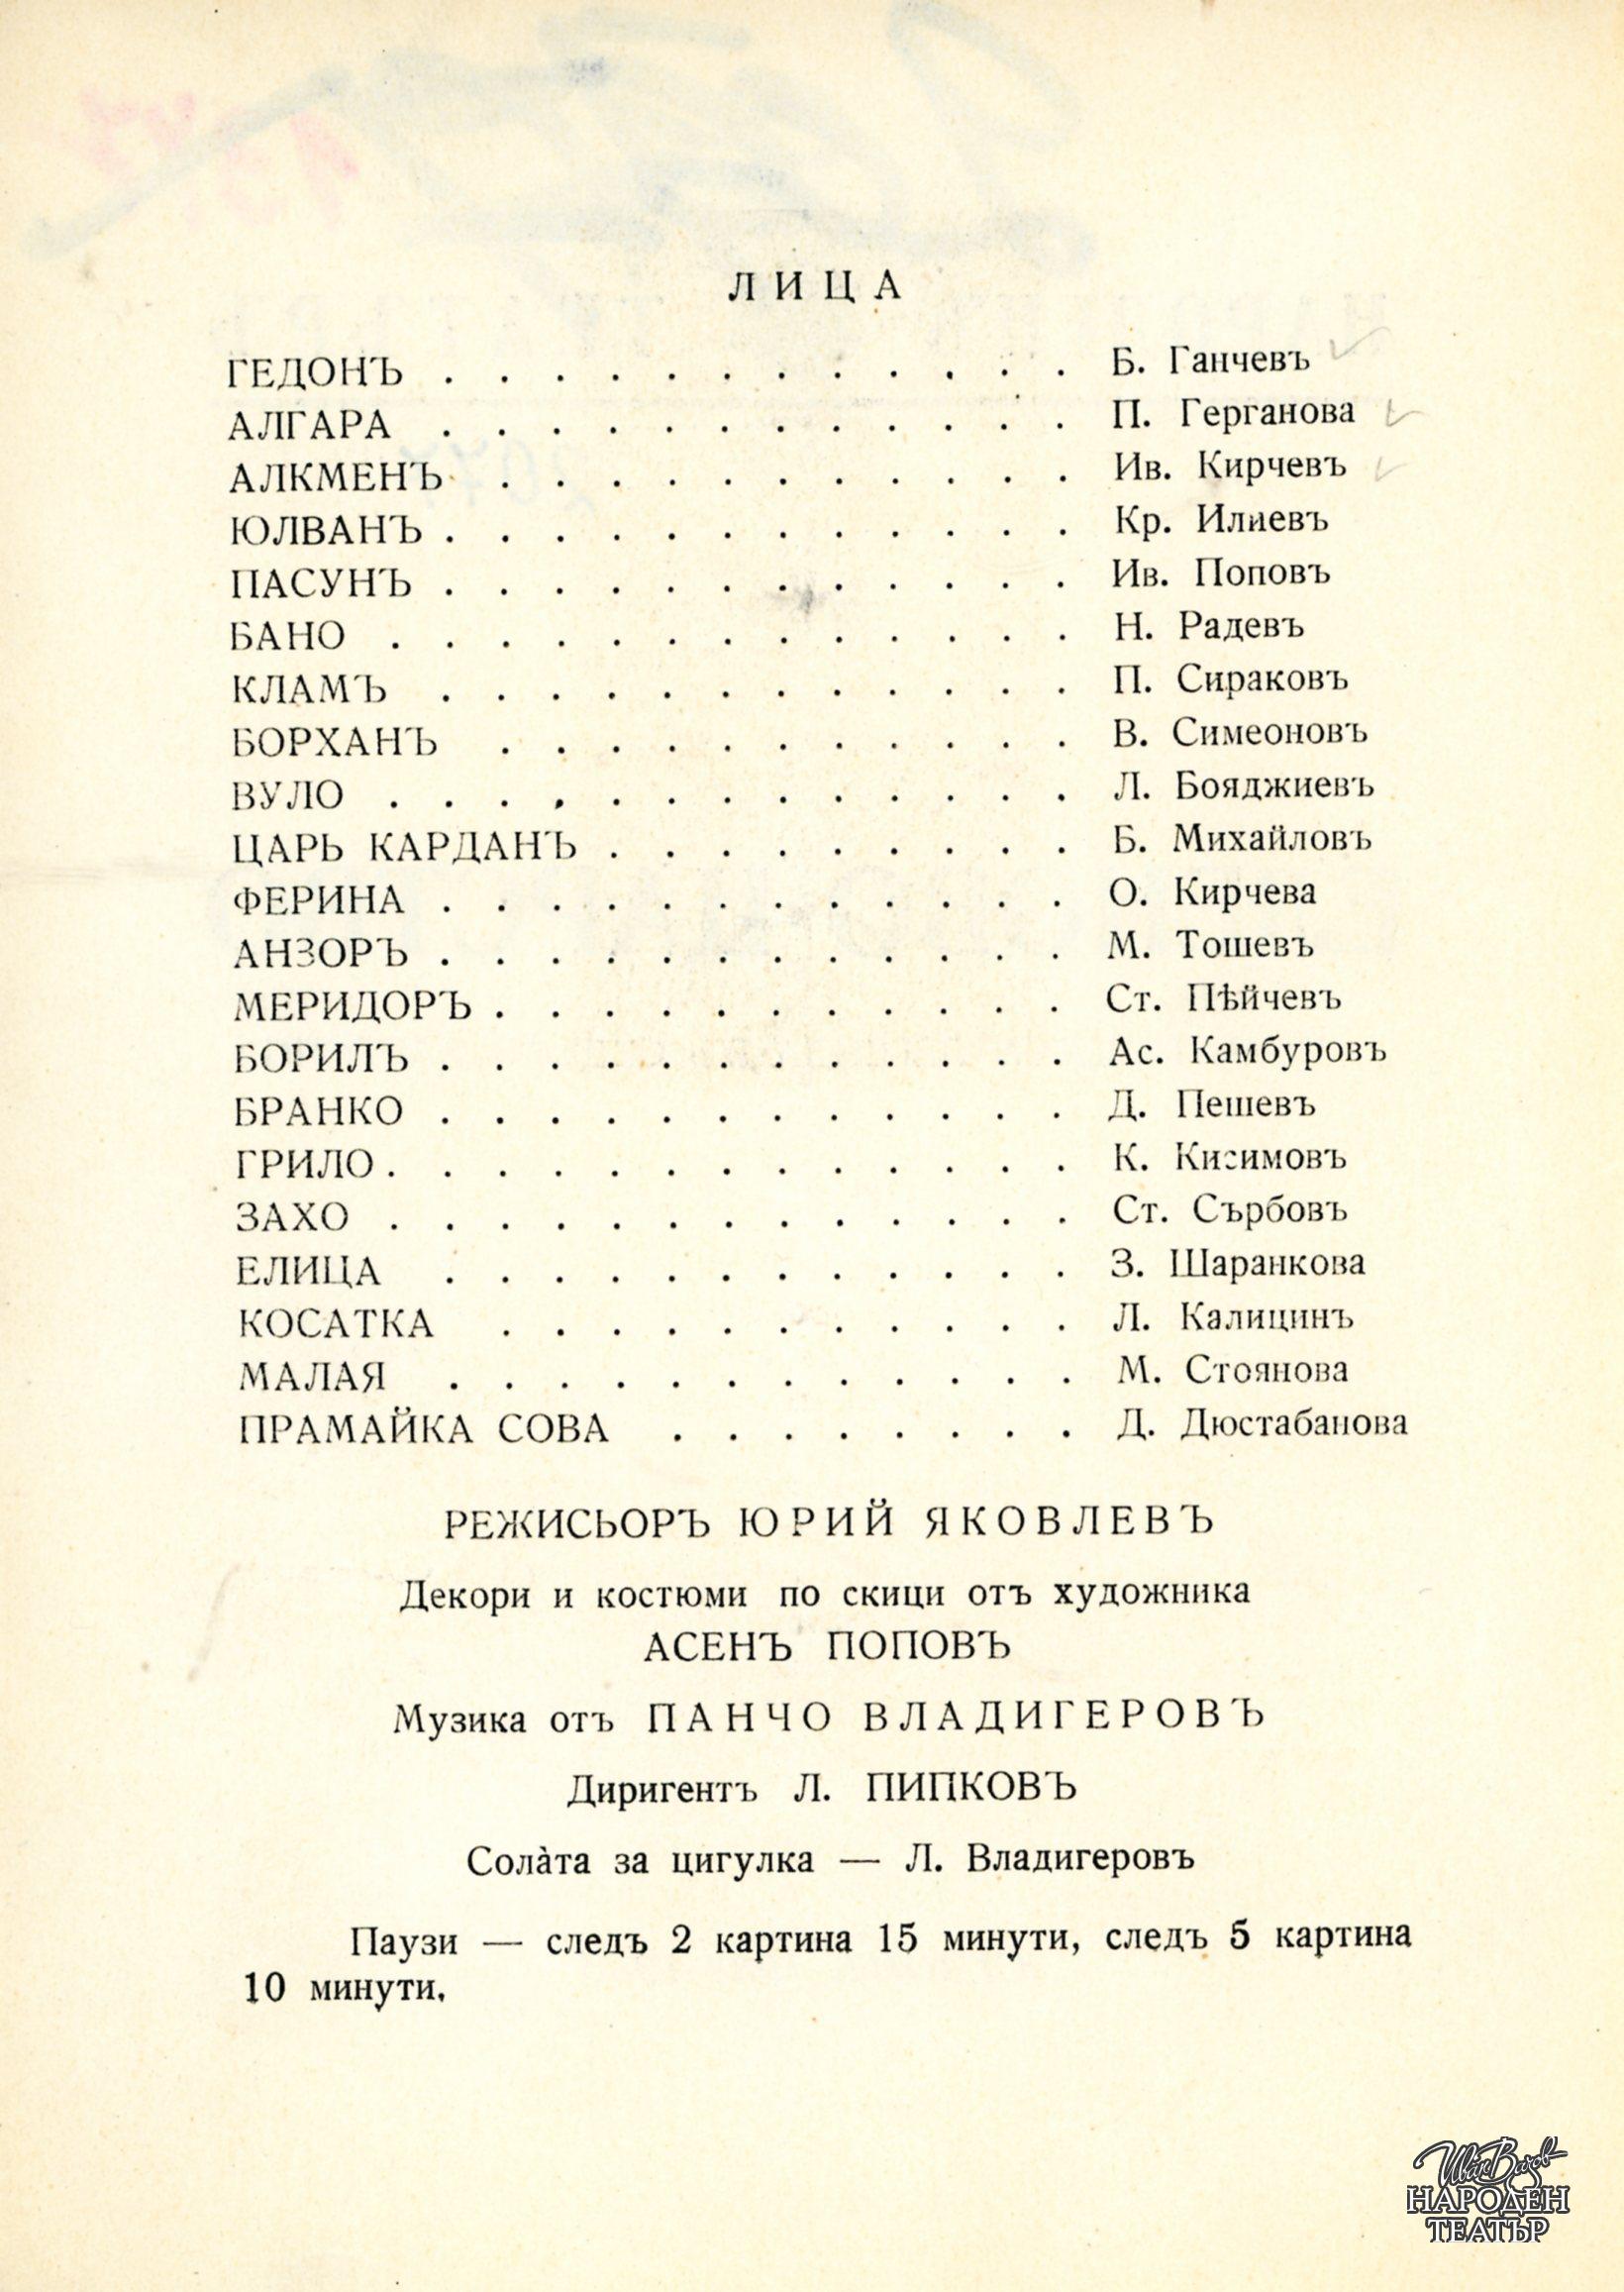 ЛИЦА
ГЕДОНЪ . . . . . . . . . . . . Б. Ганчевъ
АЛГАРА . . . . . . . . . . . . П. Герганова
АЛКМЕНЪ . . . . . . . . . . . Ив. Кирчевъ
ЮЛВАНЪ . . . . . . . . . . . . Кр. Илиевъ
ПАСУНЪ . . . . . . . . . . . . Ив. Поповъ
БАНО . . . . . . . . . . . . . Н. Радевъ
КЛАМЪ . . . . . . . . . . . . П. Сираковъ
БОРХАНЪ . . . . . . . . . . . В. Симеоновъ
ВУЛО . . . . . . . . . . . . . Л. Бояджиевъ
ЦАРЬ КАРДАНЪ . . . . . . . . . Б. Михайловъ
ФЕРИНА . . . . . . . . . . . . О. Кирчева
АНЗОРЪ . . . . . . . . . . . . М. Тошевъ
МЕРИДОРЪ . . . . . . . . . . . Ст. Пѣйчевъ
БОРИЛЪ . . . . . . . . . . . . Ас. Камбуровъ
БРАНКО . . . . . . . . . . . . Д. Пешевъ
ГРИЛО . . . . . . . . . . . . . К. Кисимовъ
ЗАХО . . . . . . . . . . . . . Ст. Сърбовъ
ЕЛИЦА . . . . . . . . . . . . З. Шаранкова
КОСАТКА . . . . . . . . . . . Л. Калицинъ
МАЛАЯ . . . . . . . . . . . . М. Стоянова
ПРАМАЙКА СОВА . . . . . . . . Д. Дюстабанова
РЕЖИСЬОРЪ ЮРИЙ ЯКОВЛЕВЪ
Декори и костюми по скици отъ художника
АСЕНЪ ПОПОВЪ
Музика отъ ПАНЧО ВЛАДИГЕРОВЪ
Диригентъ Л. ПИПКОВЪ
Сола̀та за цигулка — Л. Владигеровъ
Паузи — следъ 2 картина 15 минути, следъ 5 картина
10 минути.
Иван Вазов
НАРОДЕН
ТЕАТЪР